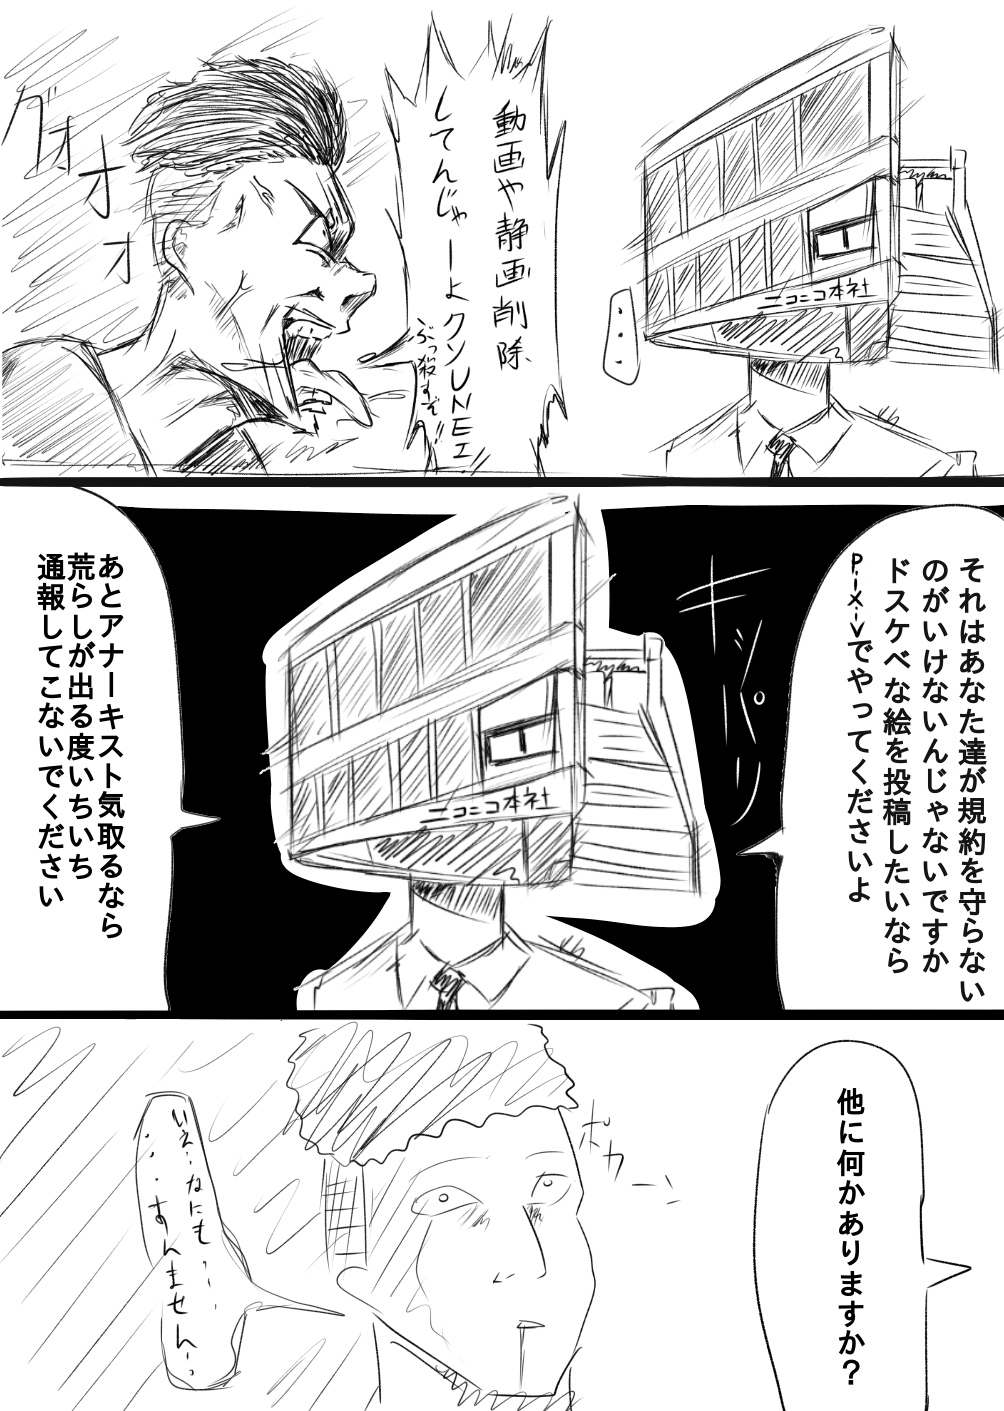 ニコニコ本社
・・・
動画や静画削除
してんじゃーよクソUNEI!!
ぶっ殺すぞ!!
グオオオ
それはあなた達が規約を守らない
のがいけないんじゃないですか
ドスケベな絵を投稿したいなら
P-i-x-i-vでやってくださいよ
ニコニコ本社
あとアナーキスト気取るなら
荒らしが出る度いちいち
通報してこないでください
他に何かありますか?
ポカーン
いえ…なにも…
・・・すんません…